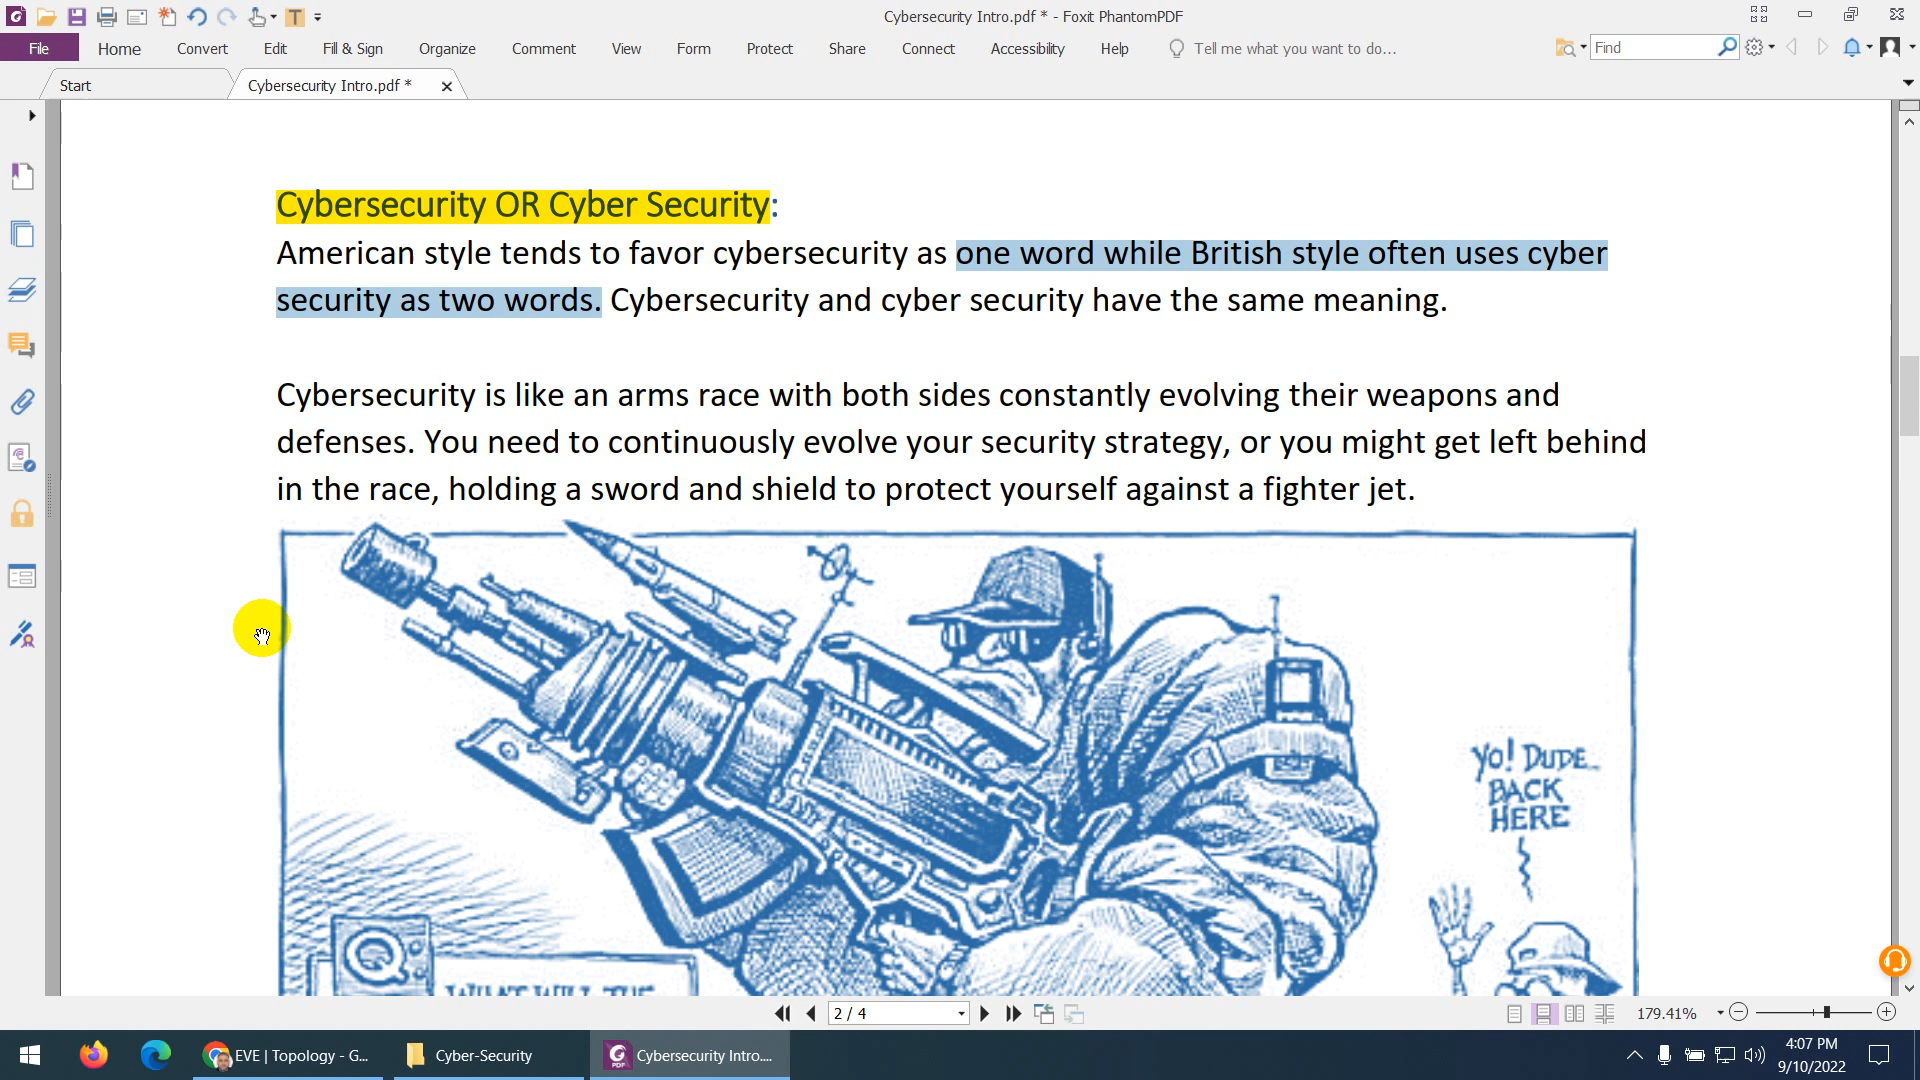 Cybersecurity Intro.pdf * - Foxit PhantomPDF
File Home Convert Edit Fill & Sign Organize Comment View Form Protect Share Connect Accessibility Help Tell me what you want to do... Find
Start Cybersecurity Intro.pdf *
Cybersecurity OR Cyber Security:
American style tends to favor cybersecurity as one word while British style often uses cyber
security as two words. Cybersecurity and cyber security have the same meaning.
Cybersecurity is like an arms race with both sides constantly evolving their weapons and
defenses. You need to continuously evolve your security strategy, or you might get left behind
in the race, holding a sword and shield to protect yourself against a fighter jet.
YO! DUDE..
BACK
HERE
Q
WHAT WILL THE
2 / 4
179.41%
EVE | Topology - G...
Cyber-Security
Cybersecurity Intro....
4:07 PM
9/10/2022